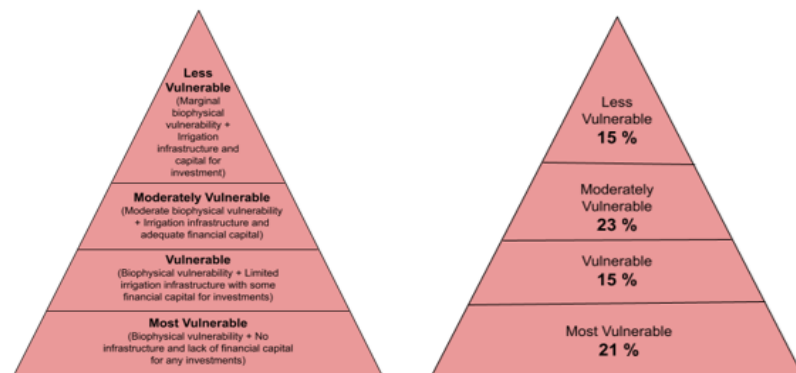 Less
Vulnerable
(Marginal
biophysical
vulnerability +
Irrigation
infrastructure and
capital for
investment)
Moderately Vulnerable
(Moderate biophysical vulnerability
+ Irrigation infrastructure and
adequate financial capital)
Vulnerable
(Biophysical vulnerability + Limited
irrigation infrastructure with some
financial capital for investments)
Most Vulnerable
(Biophysical vulnerability + No
infrastructure and lack of financial capital
for any investments)
Less
Vulnerable
15 %
Moderately
Vulnerable
23 %
Vulnerable
15 %
Most Vulnerable
21 %